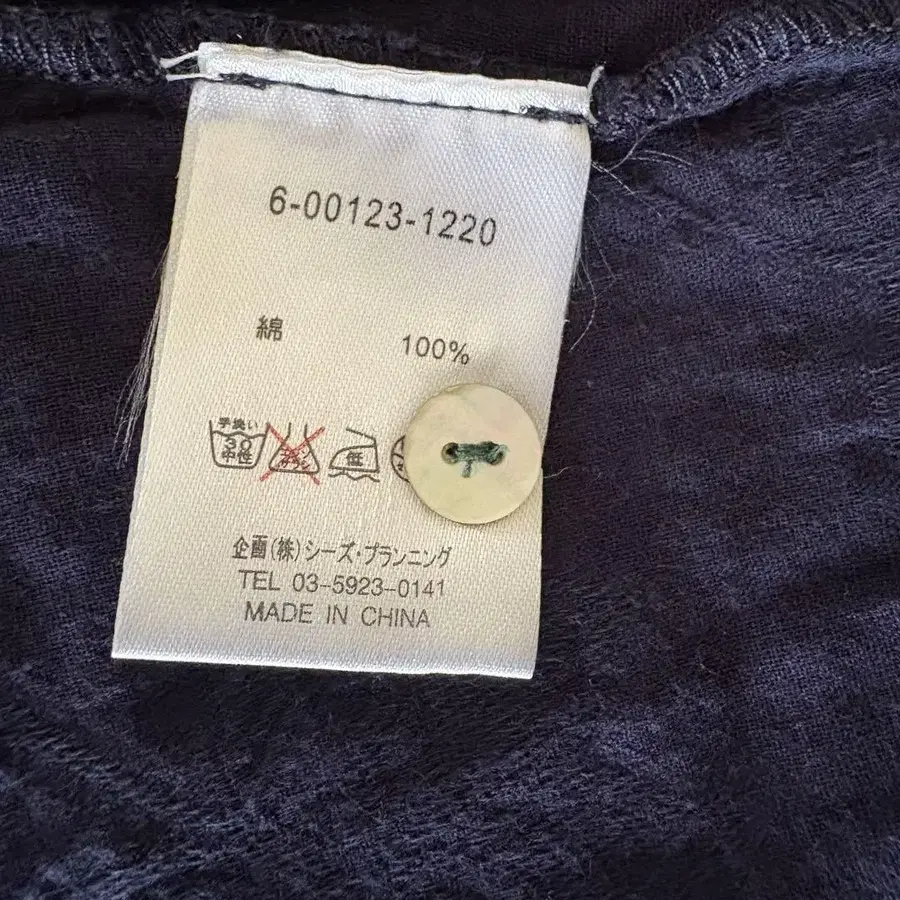 6-00123-1220
綿 100%
手洗い
30
中性
低
企画(株)シーズ・プランニング
TEL 03-5923-0141
MADE IN CHINA